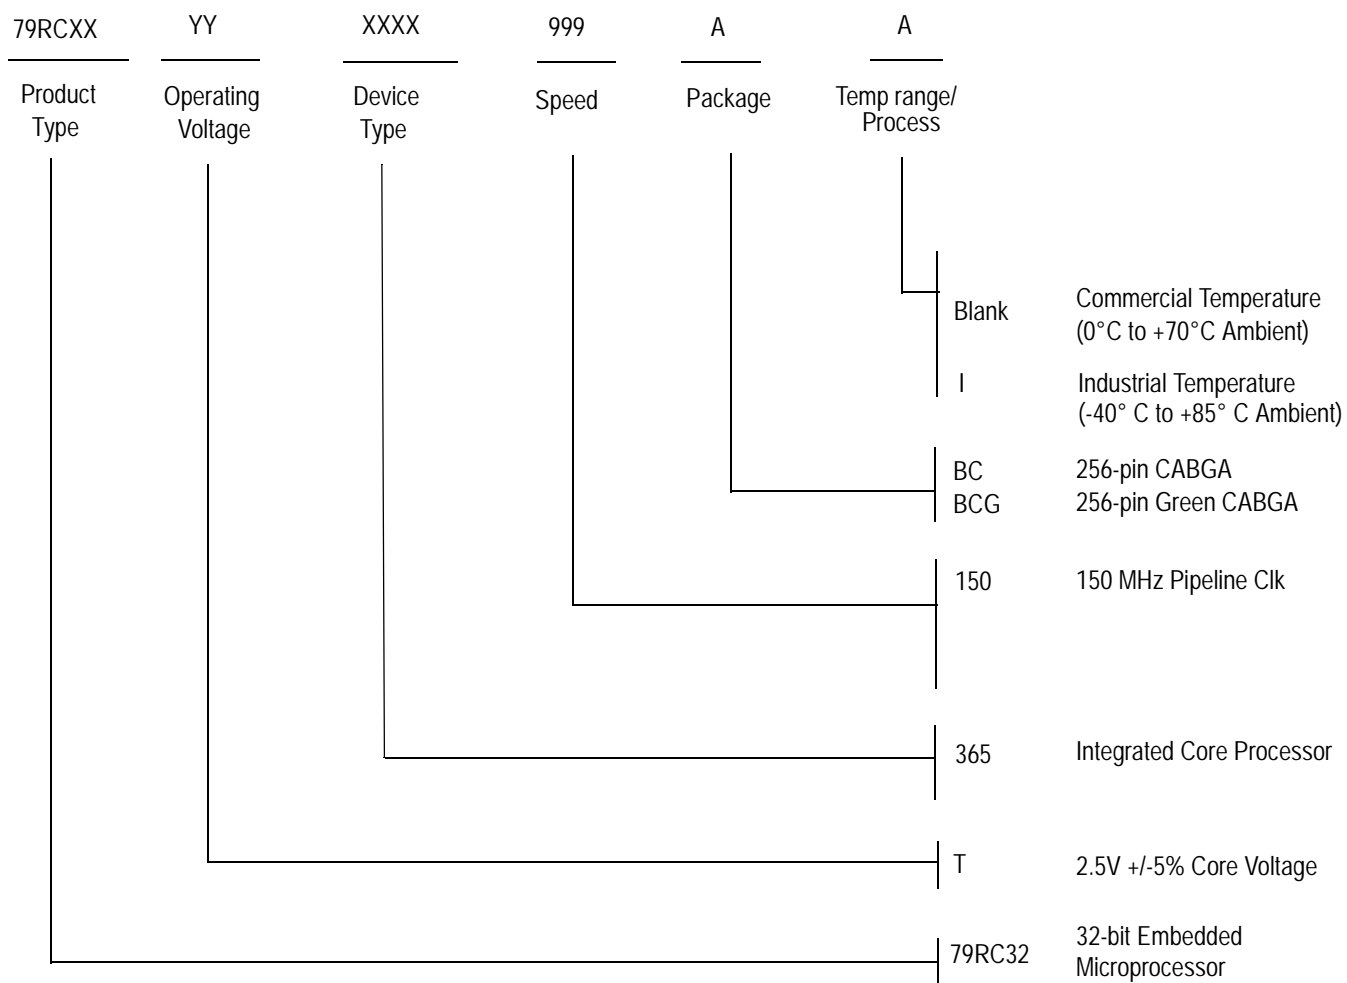 79RCXX YY XXXX 999 A A
Product Type
Operating Voltage
Device Type
Speed
Package
Temp range/
Process
Blank Commercial Temperature
(0°C to +70°C Ambient)
I Industrial Temperature
(-40° C to +85° C Ambient)
BC 256-pin CABGA
BCG 256-pin Green CABGA
150 150 MHz Pipeline Clk
365 Integrated Core Processor
T 2.5V +/-5% Core Voltage
79RC32 32-bit Embedded
Microprocessor